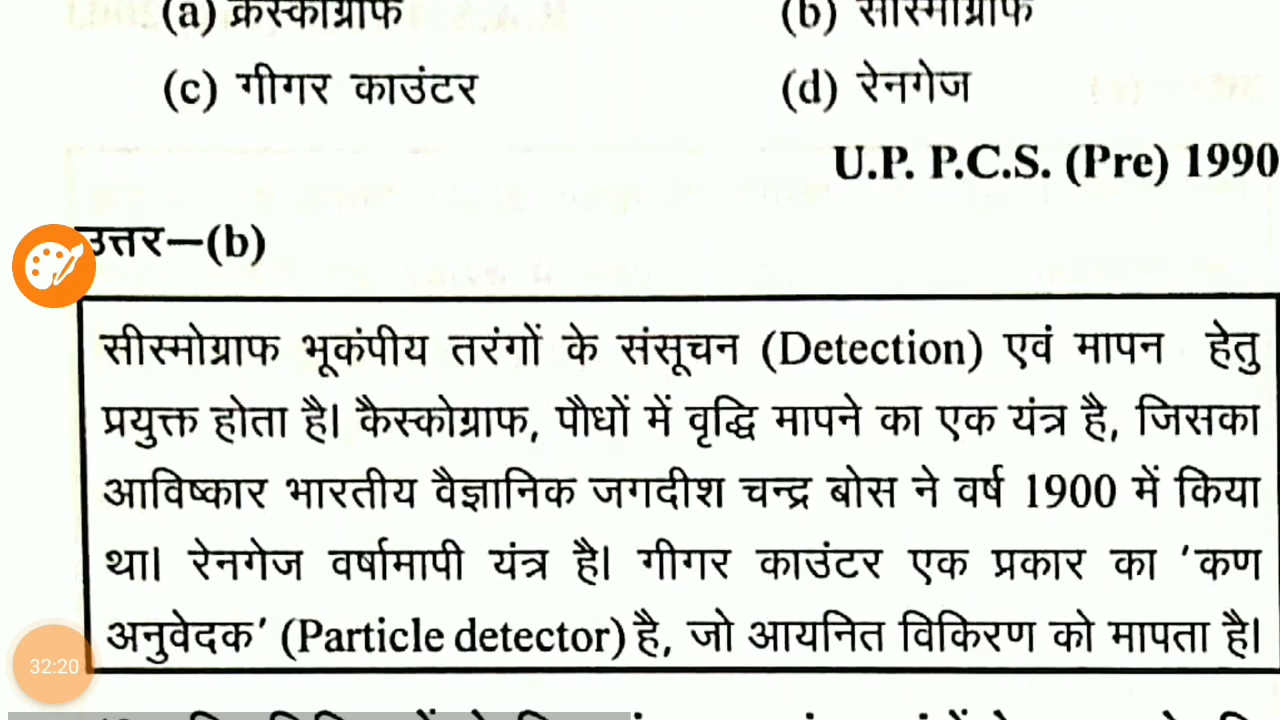 (a) क्रेस्कोग्राफ (b) सीस्मोग्राफ
(c) गीगर काउंटर (d) रेनगेज
U.P. P.C.S. (Pre) 1990
उत्तर–(b)
सीस्मोग्राफ भूकंपीय तरंगों के संसूचन (Detection) एवं मापन हेतु
प्रयुक्त होता है। कैस्कोग्राफ, पौधों में वृद्धि मापने का एक यंत्र है, जिसका
आविष्कार भारतीय वैज्ञानिक जगदीश चन्द्र बोस ने वर्ष 1900 में किया
था। रेनगेज वर्षामापी यंत्र है। गीगर काउंटर एक प्रकार का ‘कण
अनुवेदक’ (Particle detector) है, जो आयनित विकिरण को मापता है।
32:20